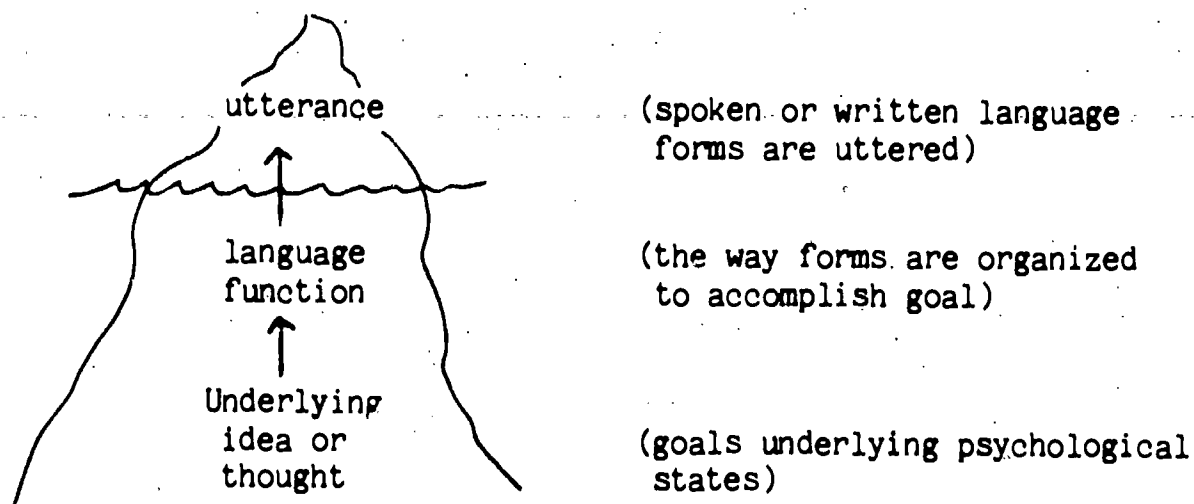 utterance
(spoken or written language
forms are uttered)
language
function
(the way forms are organized
to accomplish goal)
Underlying
idea or
thought
(goals underlying psychological
states)